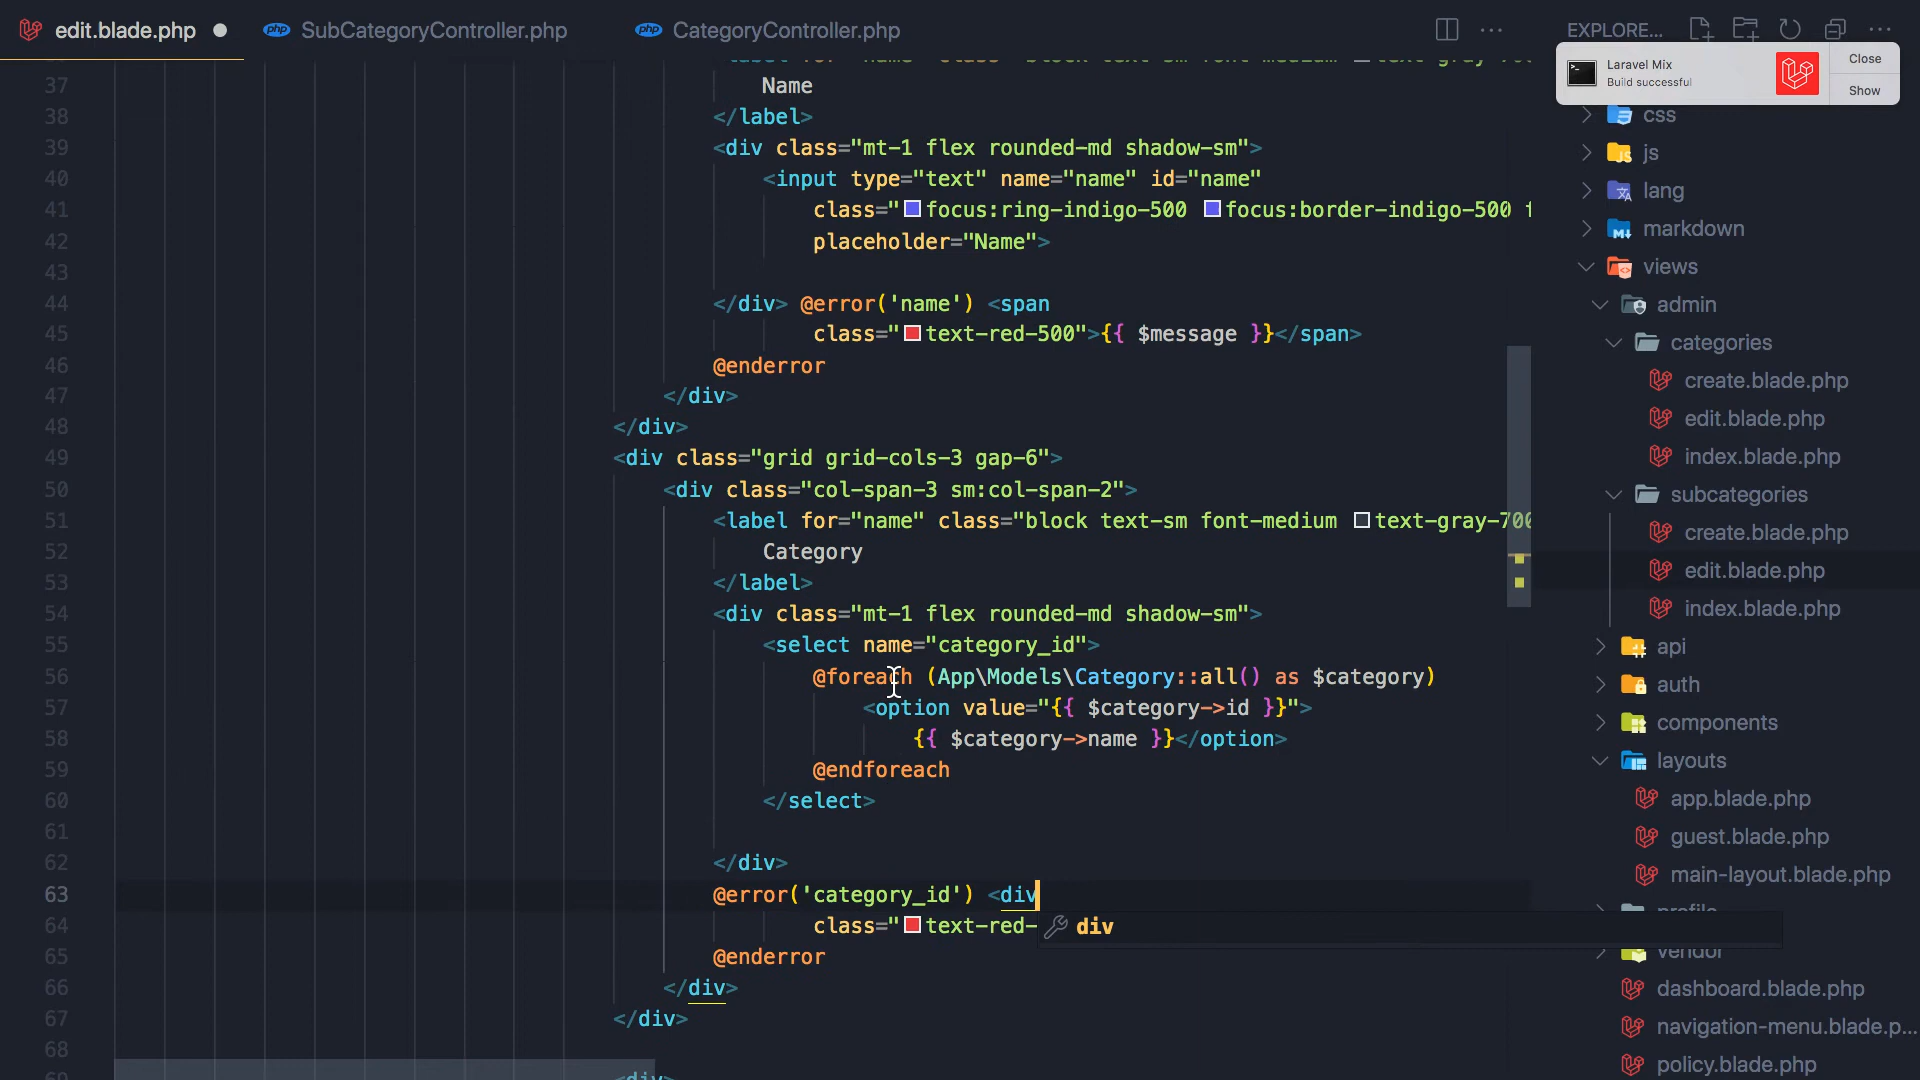 edit.blade.php
SubCategoryController.php
CategoryController.php
EXPLORE...
Laravel Mix
Build successful
Close
Show
37 Name
38 </label>
39 <div class="mt-1 flex rounded-md shadow-sm">
40 <input type="text" name="name" id="name"
41 class="focus:ring-indigo-500 focus:border-indigo-500 f
42 placeholder="Name">
43
44 </div> @error('name') <span
45 class="text-red-500">{{ $message }}</span>
46 @enderror
47 </div>
48 </div>
49 <div class="grid grid-cols-3 gap-6">
50 <div class="col-span-3 sm:col-span-2">
51 <label for="name" class="block text-sm font-medium text-gray-700
52 Category
53 </label>
54 <div class="mt-1 flex rounded-md shadow-sm">
55 <select name="category_id">
56 @foreach (App\Models\Category::all() as $category)
57 <option value="{{ $category->id }}">
58 {{ $category->name }}</option>
59 @endforeach
60 </select>
61
62 </div>
63 @error('category_id') <div
64 class="text-red-
div
65 @enderror
66 </div>
67 </div>
68
69 <div>
css
js
lang
markdown
views
admin
categories
create.blade.php
edit.blade.php
index.blade.php
subcategories
create.blade.php
edit.blade.php
index.blade.php
api
auth
components
layouts
app.blade.php
guest.blade.php
main-layout.blade.php
profile
vendor
dashboard.blade.php
navigation-menu.blade.p...
policy.blade.php